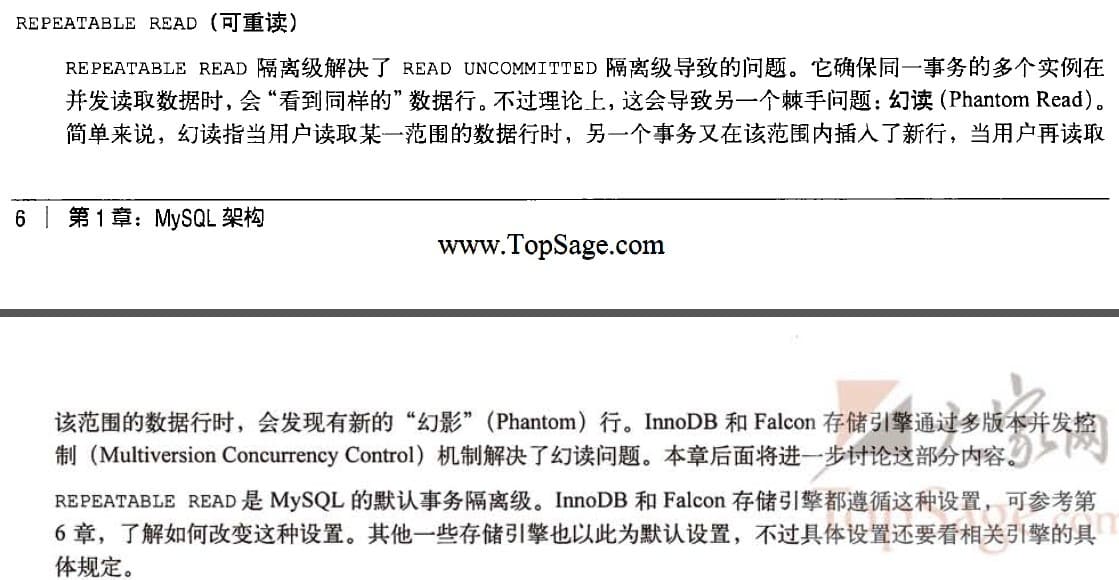 REPEATABLE READ（可重读）
REPEATABLE READ 隔离级解决了 READ UNCOMMITTED 隔离级导致的问题。它确保同一事务的多个实例在
并发读取数据时，会“看到同样的”数据行。不过理论上，这会导致另一个棘手问题：幻读（Phantom Read）。
简单来说，幻读指当用户读取某一范围的数据行时，另一个事务又在该范围内插入了新行，当用户再读取
6 | 第 1 章：MySQL 架构
www.TopSage.com
该范围的数据行时，会发现有新的“幻影”（Phantom）行。InnoDB 和 Falcon 存储引擎通过多版本并发控
制（Multiversion Concurrency Control）机制解决了幻读问题。本章后面将进一步讨论这部分内容。
REPEATABLE READ 是 MySQL 的默认事务隔离级。InnoDB 和 Falcon 存储引擎都遵循这种设置，可参考第
6 章，了解如何改变这种设置。其他一些存储引擎也以此为默认设置，不过具体设置还要看相关引擎的具
体规定。
家网
TopSage.com